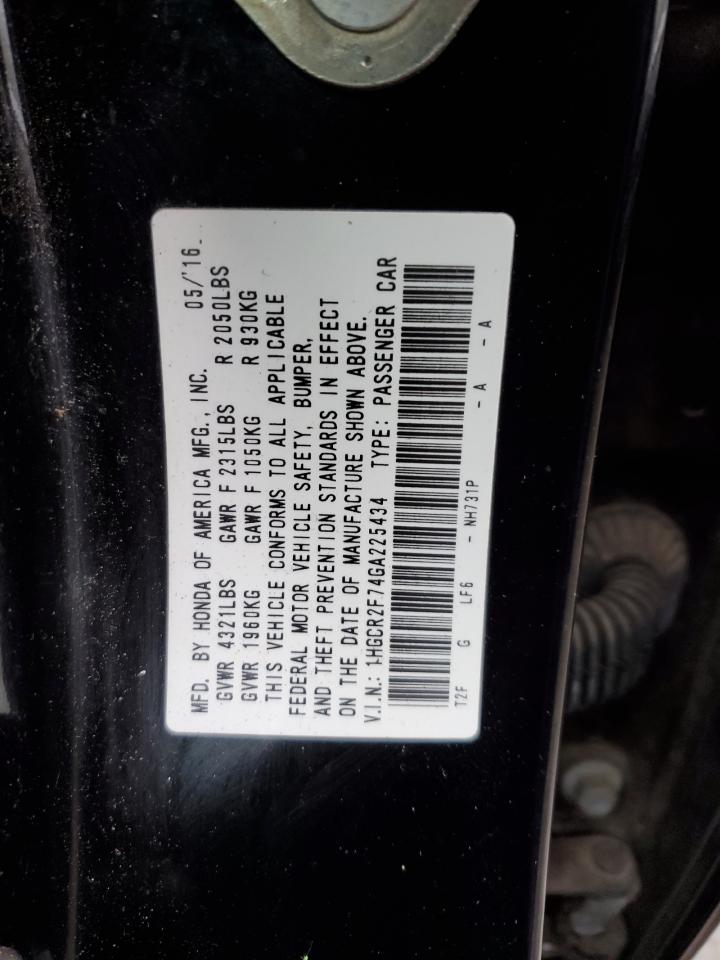 MFD. BY HONDA OF AMERICA MFG., INC. 05/'16
GVWR 4321LBS GAWR F 2315LBS R 2050LBS
GVWR 1960KG GAWR F 1050KG R 930KG
THIS VEHICLE CONFORMS TO ALL APPLICABLE
FEDERAL MOTOR VEHICLE SAFETY, BUMPER,
AND THEFT PREVENTION STANDARDS IN EFFECT
ON THE DATE OF MANUFACTURE SHOWN ABOVE.
V.I.N.: 1HGCR2F74GA225434 TYPE: PASSENGER CAR
T2F G LF6 - NH731P - A - A